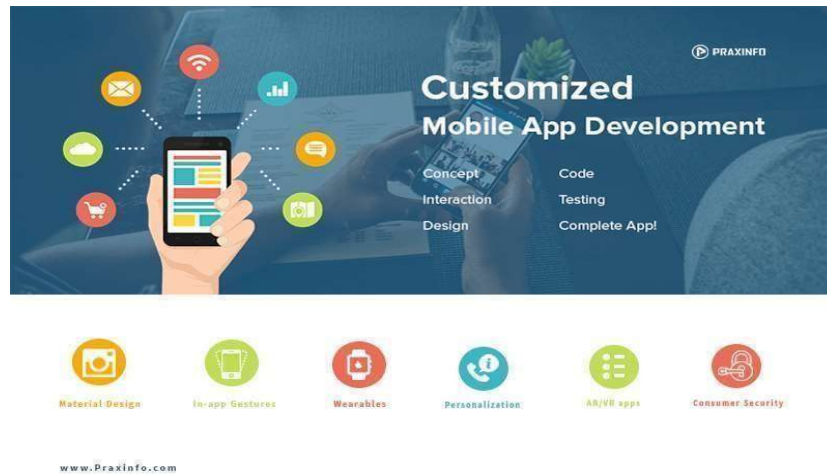 PRAXINFO
Customized
Mobile App Development
Concept
Interaction
Design
Code
Testing
Complete App!
Material Design
In-app Gestures
Wearables
Personalization
AR/VR apps
Consumer Security
www.Praxinfo.com